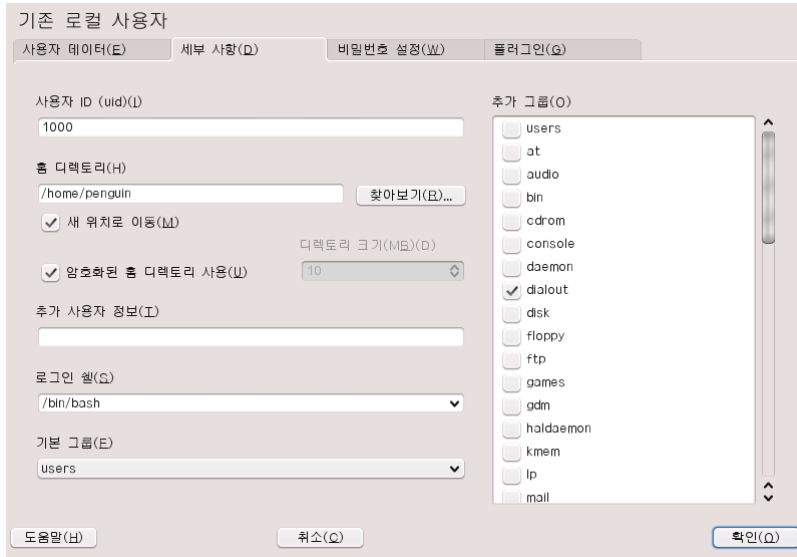 기존 로컬 사용자
사용자 데이터(E)
세부 사항(D)
비밀번호 설정(W)
플러그인(G)
사용자 ID (uid)(I)
1000
홈 디렉토리(H)
/home/penguin
찾아보기(R)...
새 위치로 이동(M)
디렉토리 크기(MB)(D)
암호화된 홈 디렉토리 사용(U)
10
추가 사용자 정보(T)
로그인 쉘(S)
/bin/bash
기본 그룹(F)
users
추가 그룹(O)
users
at
audio
bin
cdrom
console
daemon
dialout
disk
floppy
ftp
games
gdm
haldaemon
kmem
lp
mail
도움말(H)
취소(C)
확인(O)